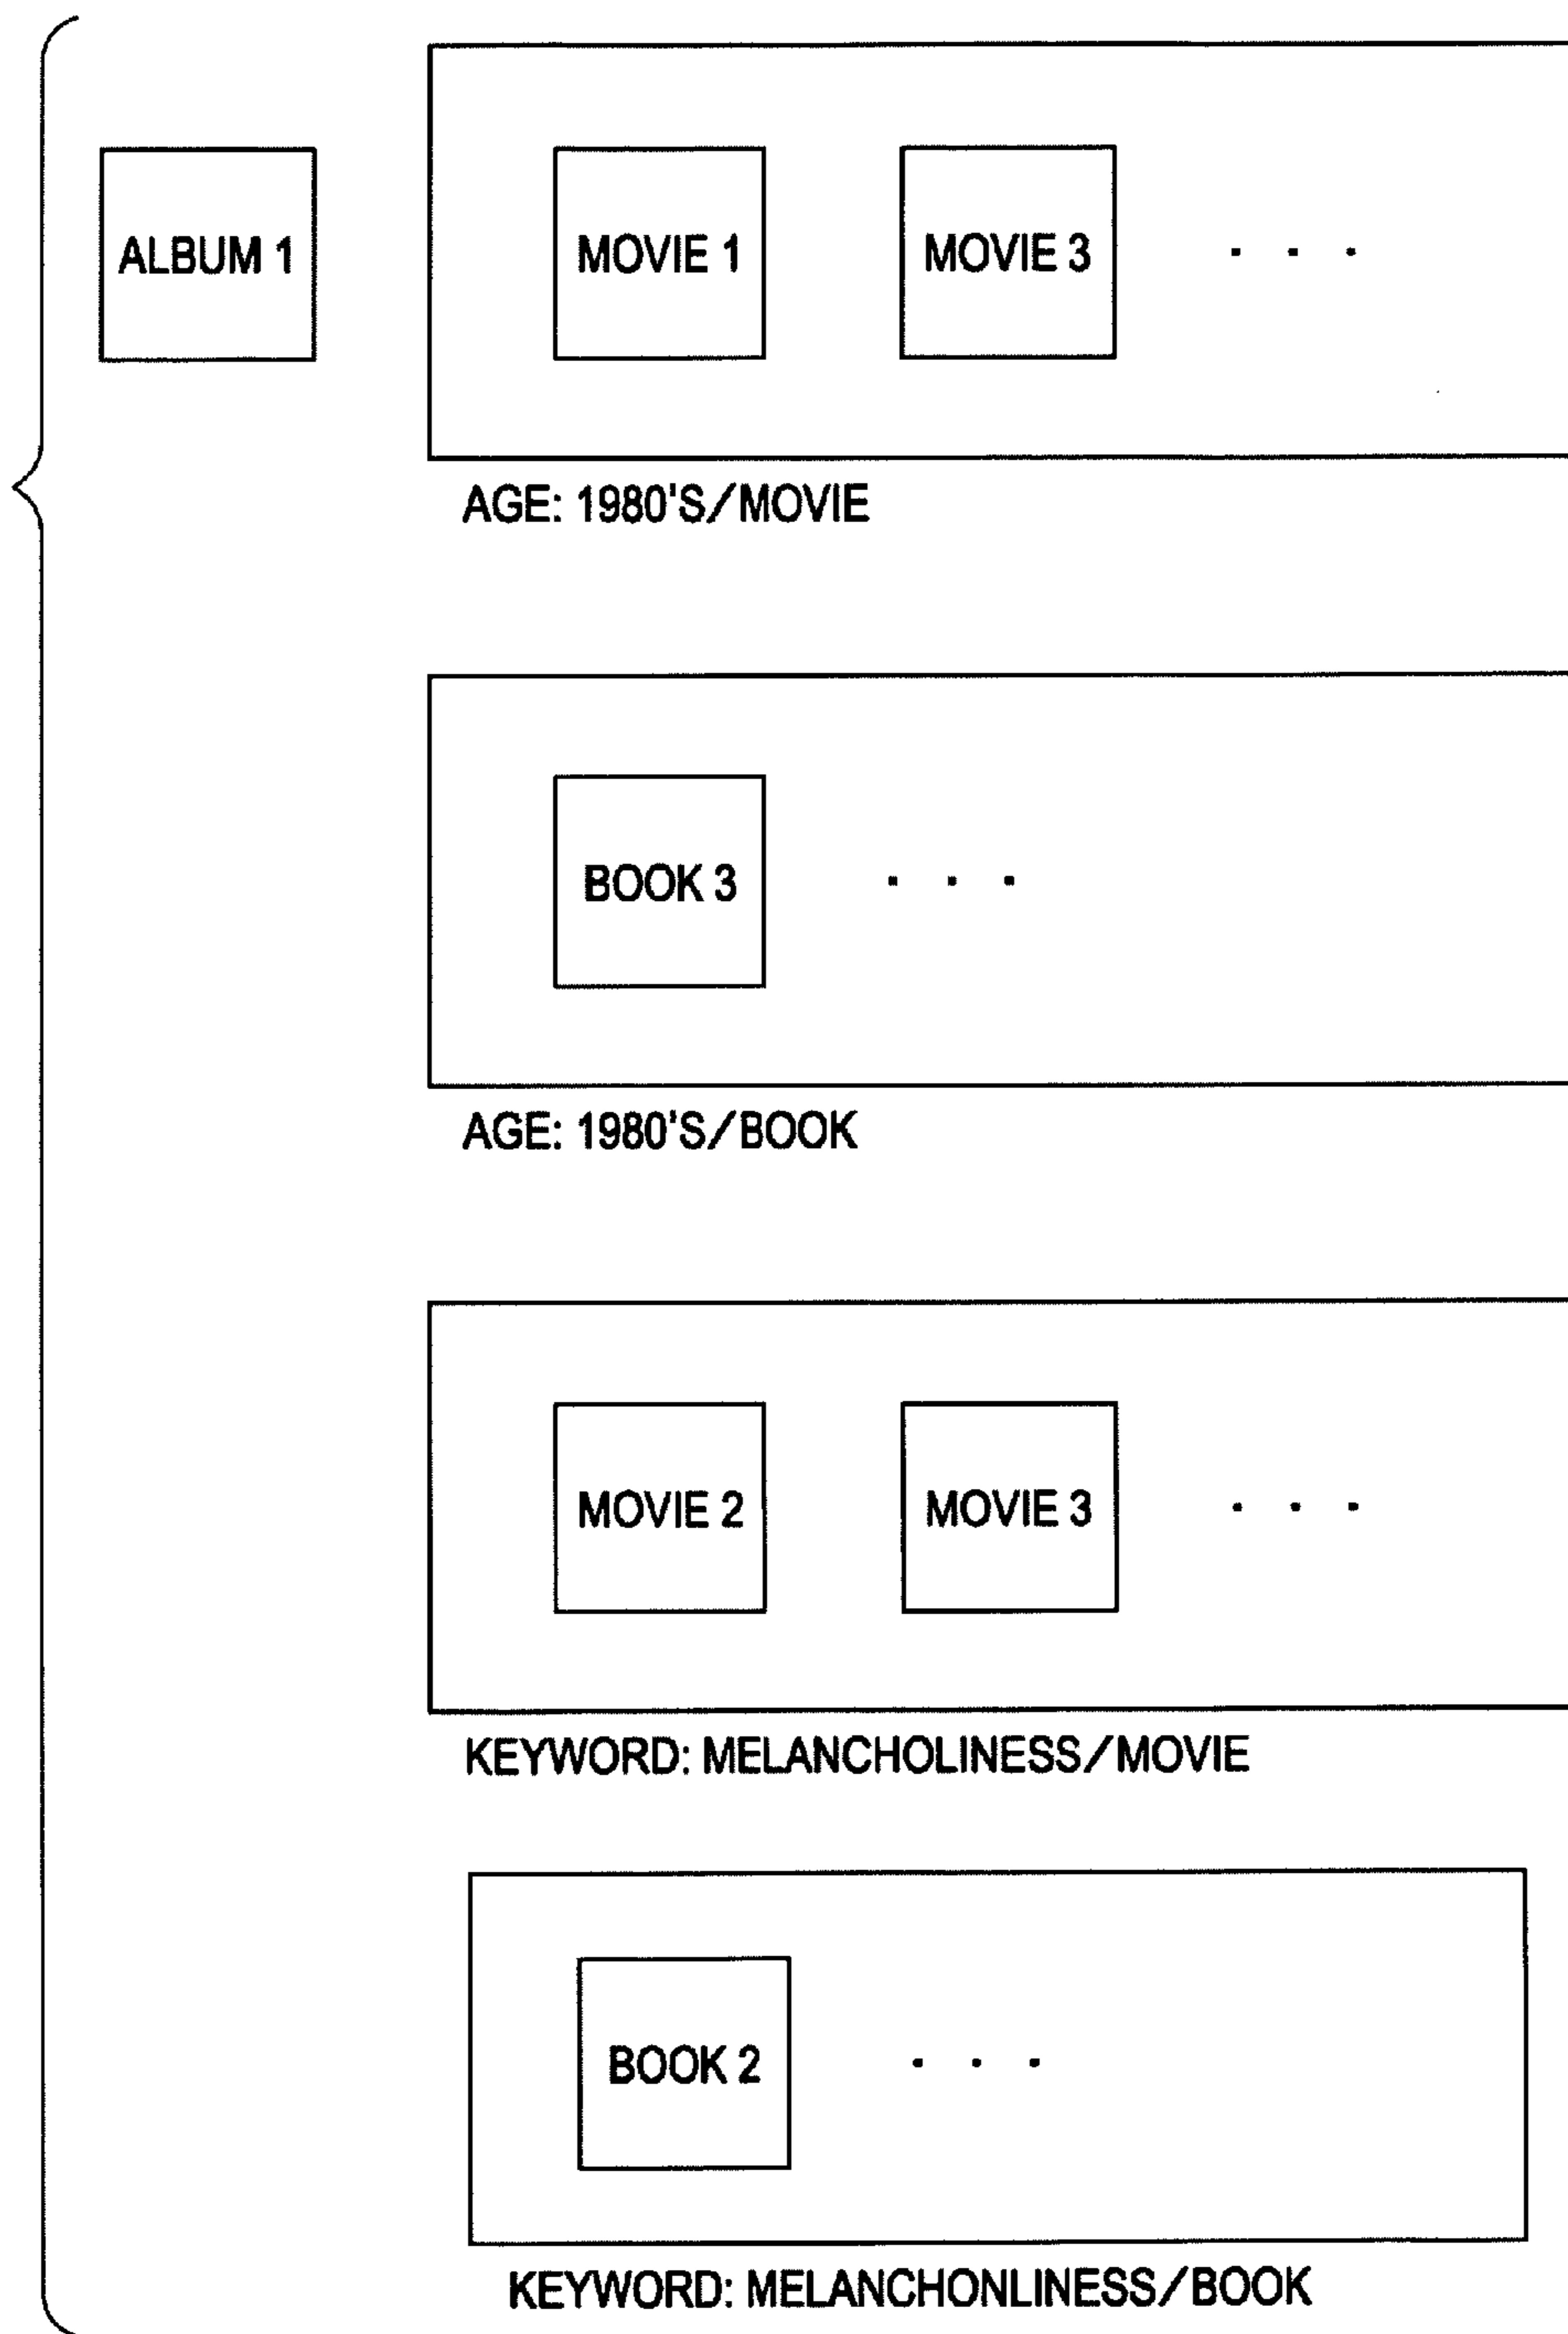 ALBUM 1
MOVIE 1
MOVIE 3
. . .
AGE: 1980'S/MOVIE
BOOK 3
. . .
AGE: 1980'S/BOOK
MOVIE 2
MOVIE 3
. . .
KEYWORD: MELANCHOLINESS/MOVIE
BOOK 2
. . .
KEYWORD: MELANCHONLINESS/BOOK